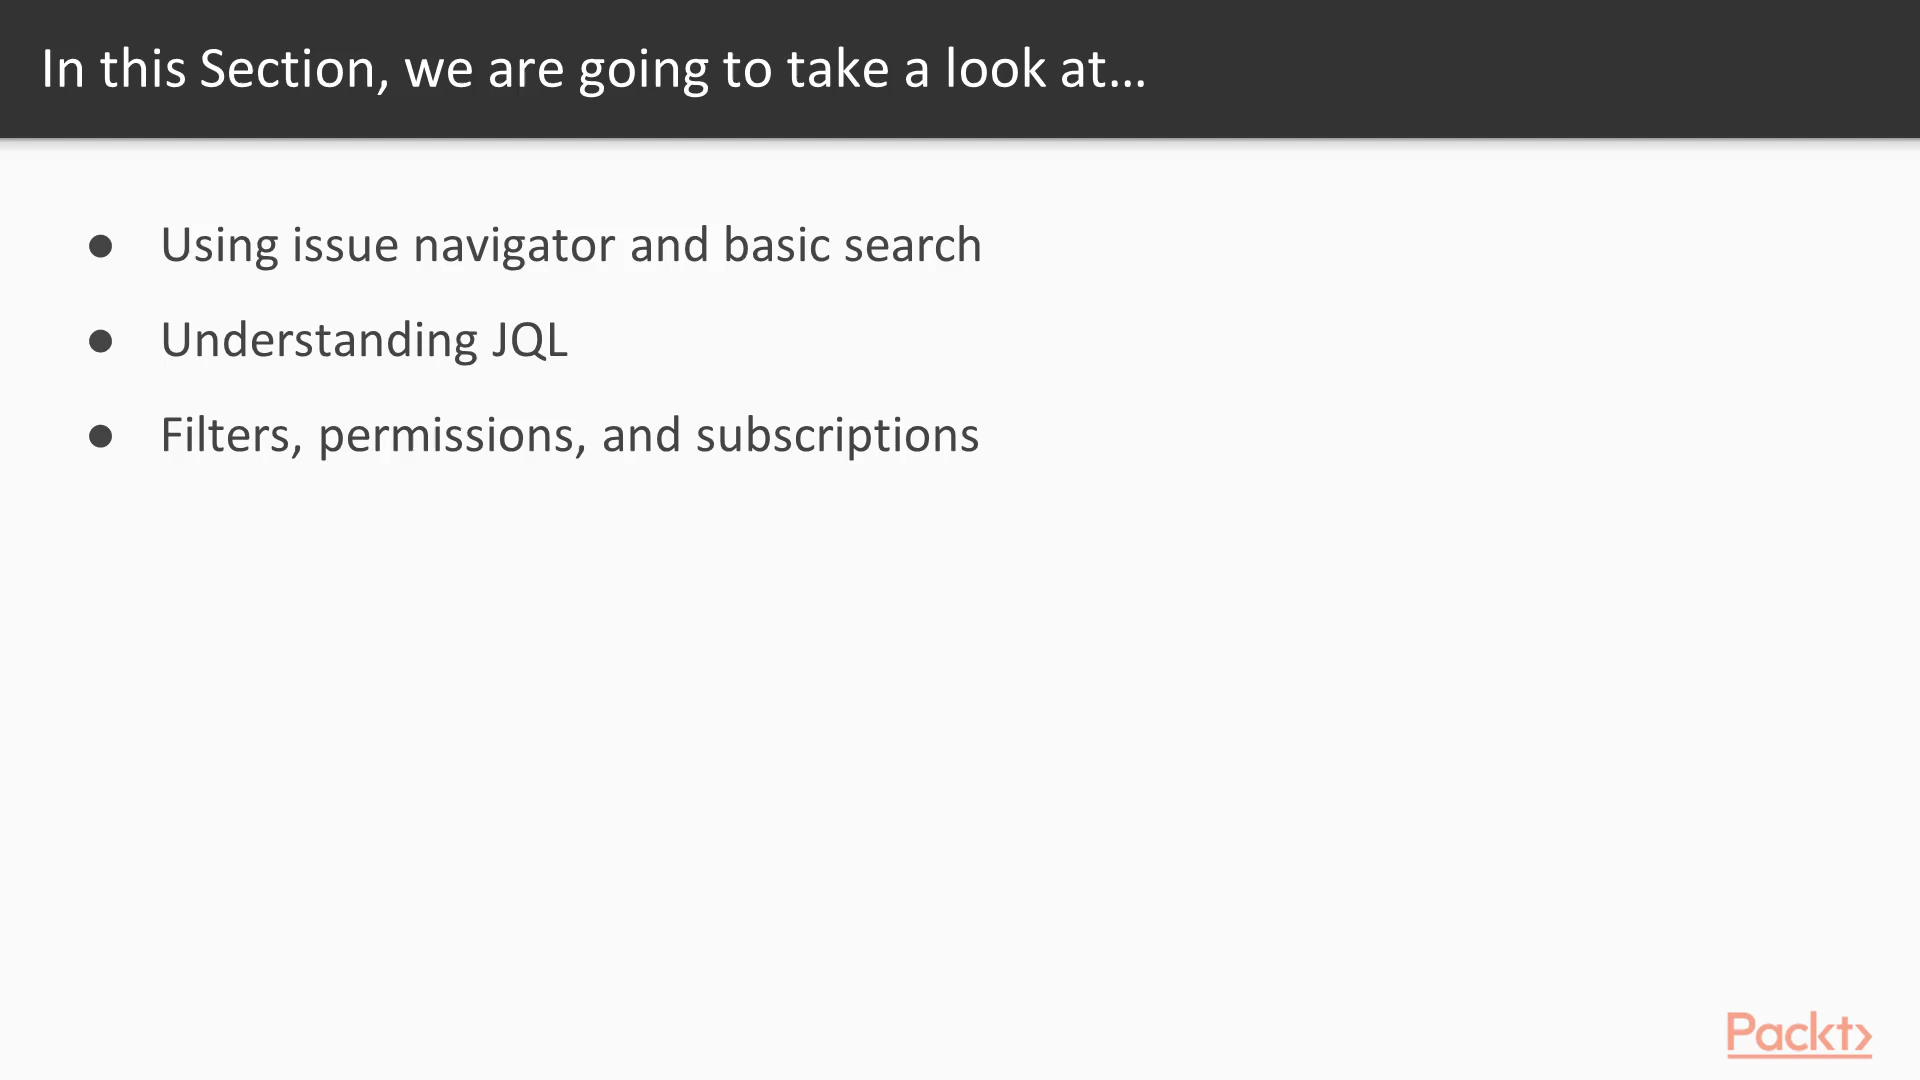 In this Section, we are going to take a look at...
● Using issue navigator and basic search
● Understanding JQL
● Filters, permissions, and subscriptions
Packt>